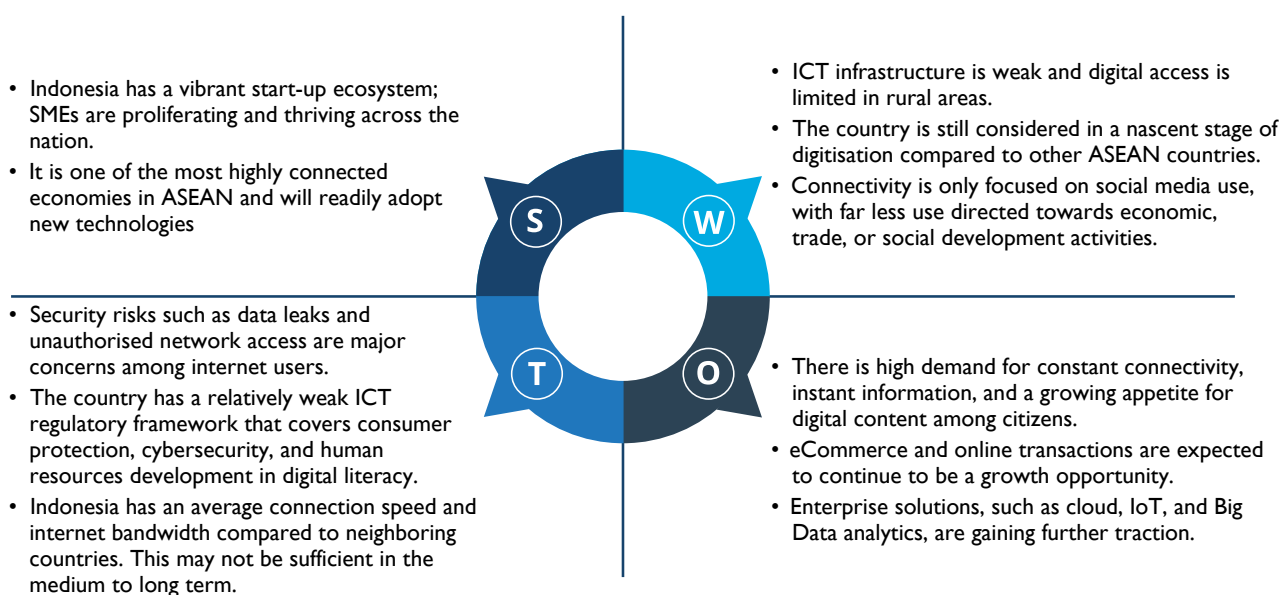 • Indonesia has a vibrant start-up ecosystem;
SMEs are proliferating and thriving across the
nation.
• It is one of the most highly connected
economies in ASEAN and will readily adopt
new technologies
• ICT infrastructure is weak and digital access is
limited in rural areas.
• The country is still considered in a nascent stage of
digitisation compared to other ASEAN countries.
• Connectivity is only focused on social media use,
with far less use directed towards economic,
trade, or social development activities.
S
W
• Security risks such as data leaks and
unauthorised network access are major
concerns among internet users.
• The country has a relatively weak ICT
regulatory framework that covers consumer
protection, cybersecurity, and human
resources development in digital literacy.
• Indonesia has an average connection speed and
internet bandwidth compared to neighboring
countries. This may not be sufficient in the
medium to long term.
T
O
• There is high demand for constant connectivity,
instant information, and a growing appetite for
digital content among citizens.
• eCommerce and online transactions are expected
to continue to be a growth opportunity.
• Enterprise solutions, such as cloud, IoT, and Big
Data analytics, are gaining further traction.